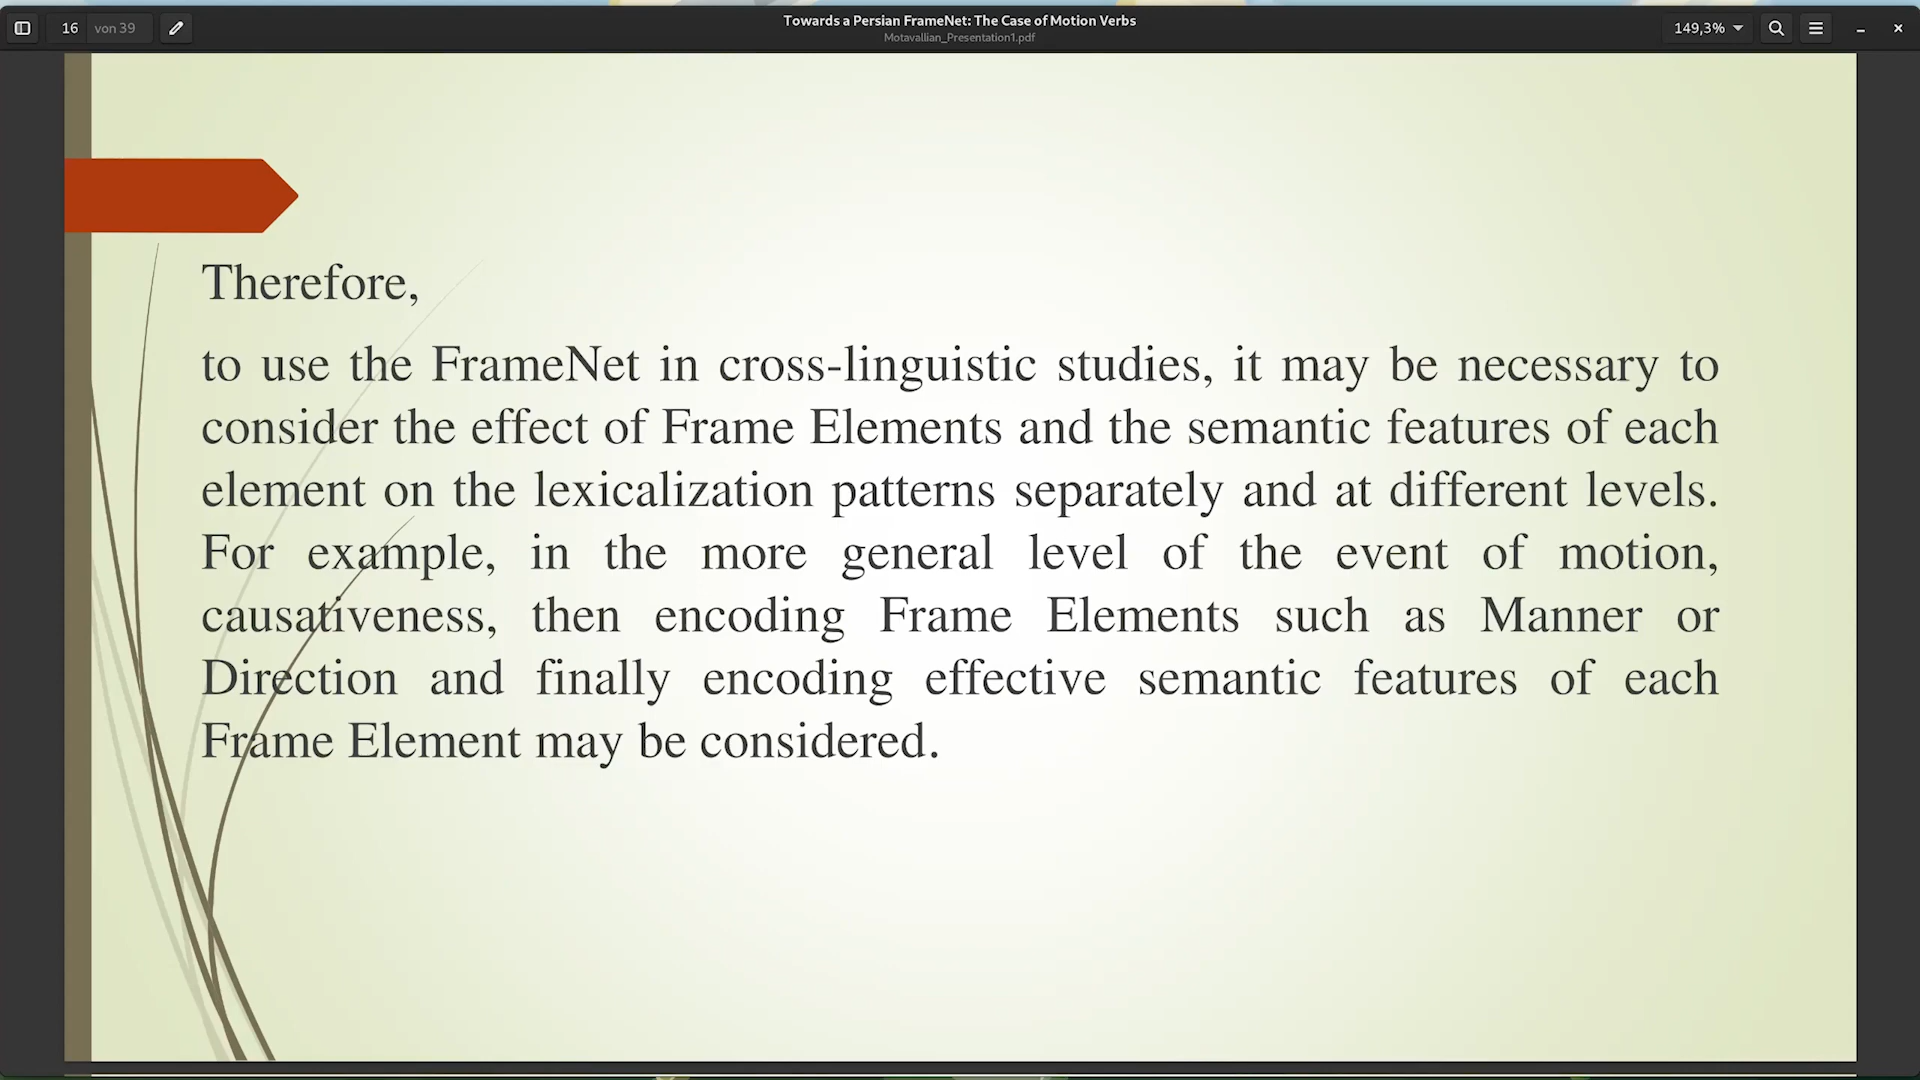 16 von 39
Towards a Persian FrameNet: The Case of Motion Verbs
Motavallian_Presentation1.pdf
149,3%
Therefore,
to use the FrameNet in cross-linguistic studies, it may be necessary to
consider the effect of Frame Elements and the semantic features of each
element on the lexicalization patterns separately and at different levels.
For example, in the more general level of the event of motion,
causativeness, then encoding Frame Elements such as Manner or
Direction and finally encoding effective semantic features of each
Frame Element may be considered.